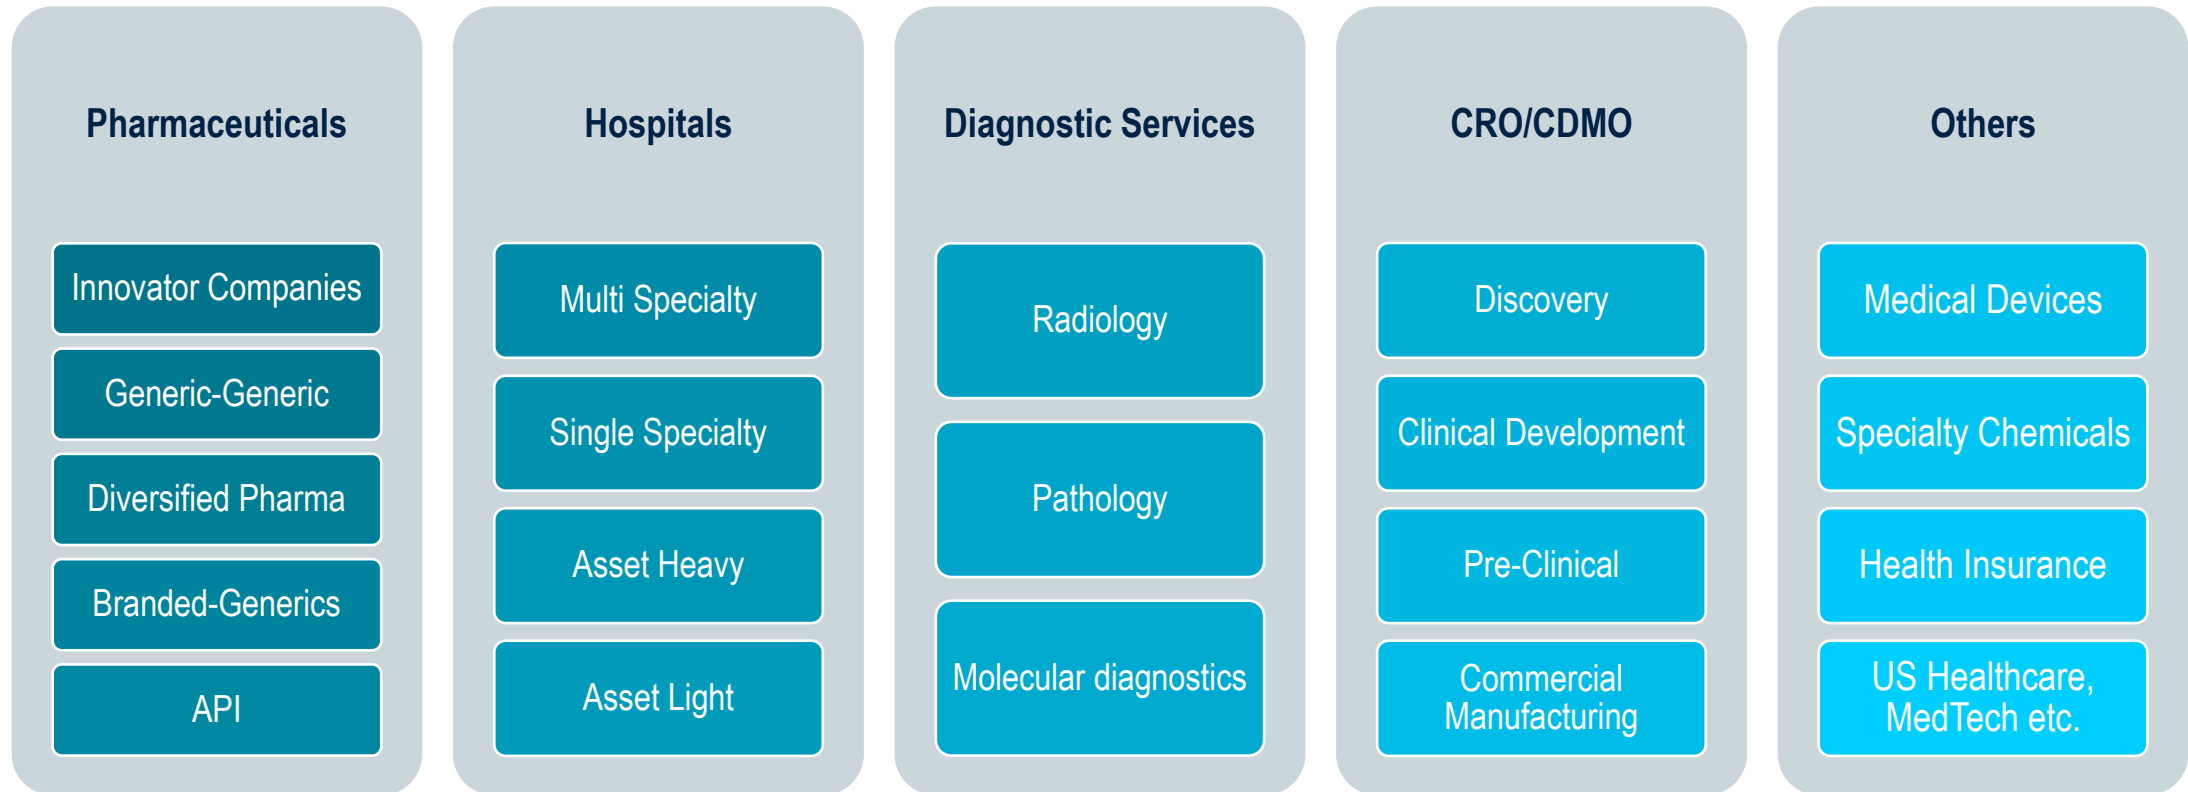 Pharmaceuticals
Innovator Companies
Generic-Generic
Diversified Pharma
Branded-Generics
API
Hospitals
Multi Specialty
Single Specialty
Asset Heavy
Asset Light
Diagnostic Services
Radiology
Pathology
Molecular diagnostics
CRO/CDMO
Discovery
Clinical Development
Pre-Clinical
Commercial
Manufacturing
Others
Medical Devices
Specialty Chemicals
Health Insurance
US Healthcare,
MedTech etc.